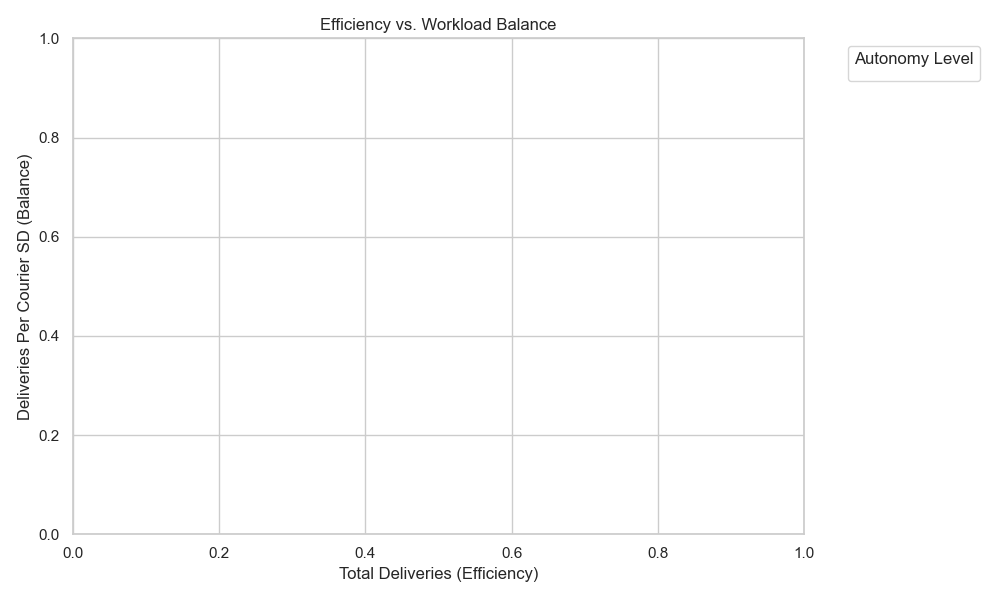 Efficiency vs. Workload Balance
Autonomy Level
Deliveries Per Courier SD (Balance)
1.0
0.8
0.6
0.4
0.2
0.0
0.0 0.2 0.4 0.6 0.8 1.0
Total Deliveries (Efficiency)